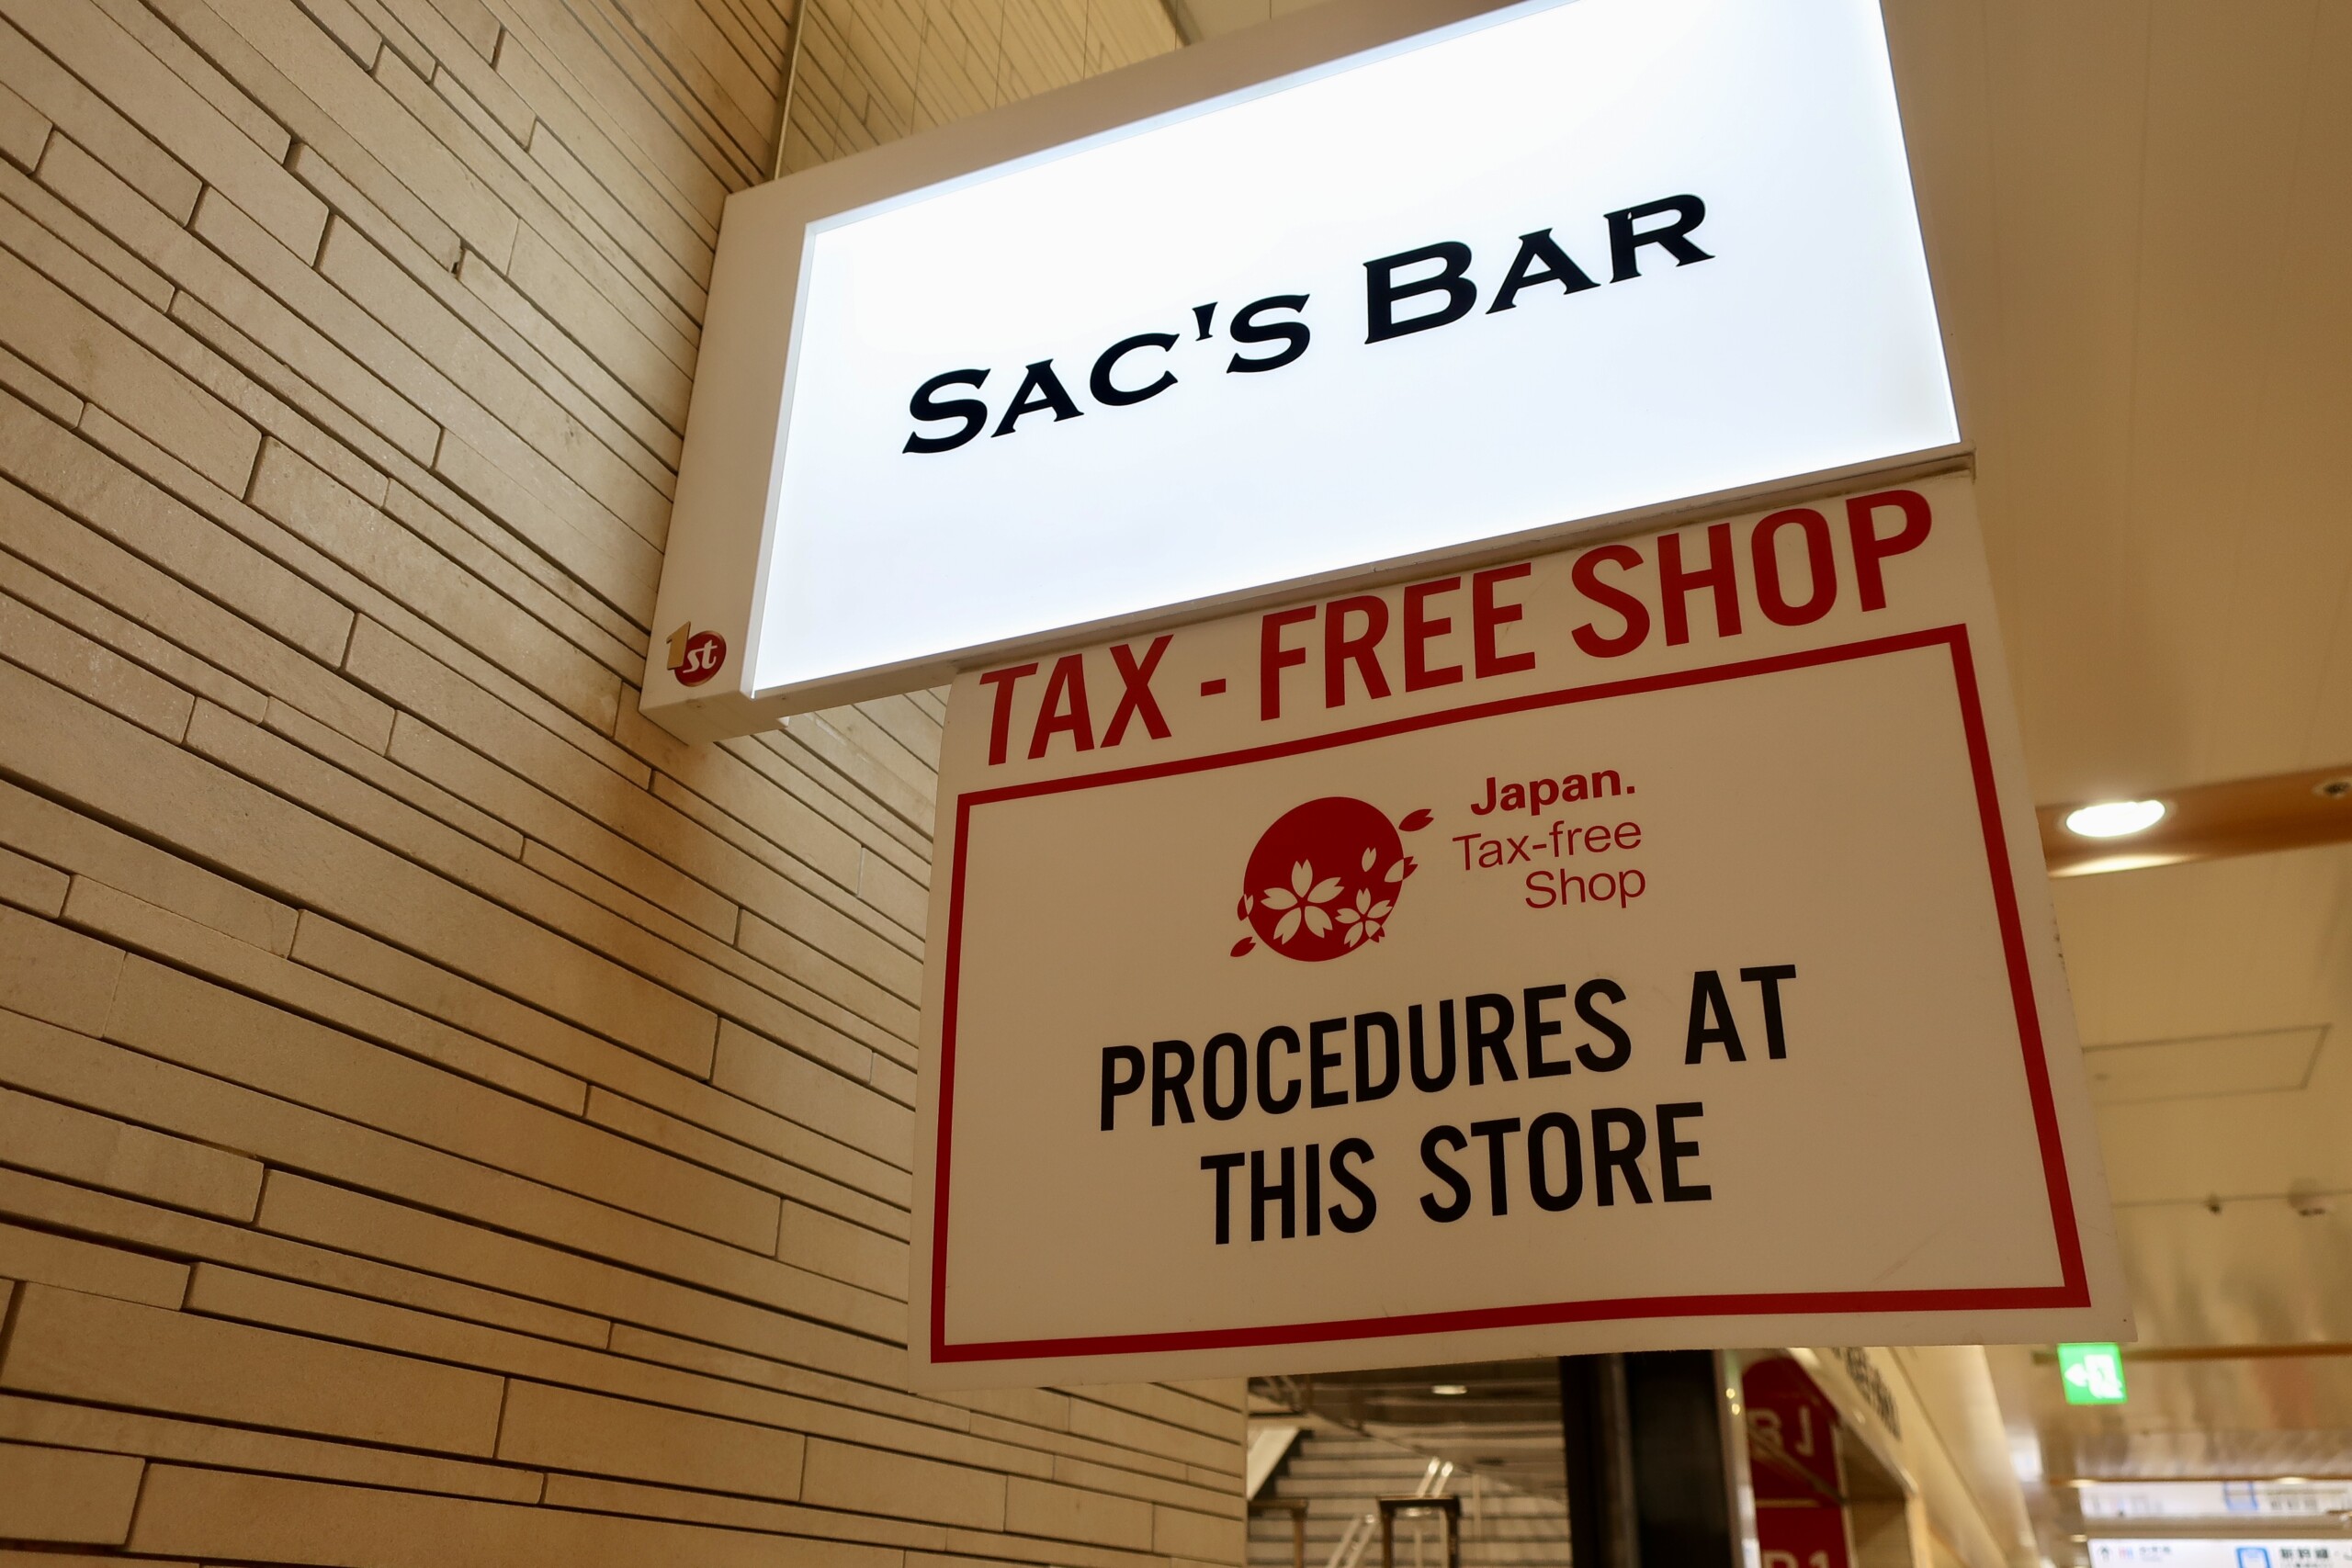 SAC'S BAR
1st
TAX-FREE SHOP
Japan.
Tax-free
Shop
PROCEDURES AT
THIS STORE